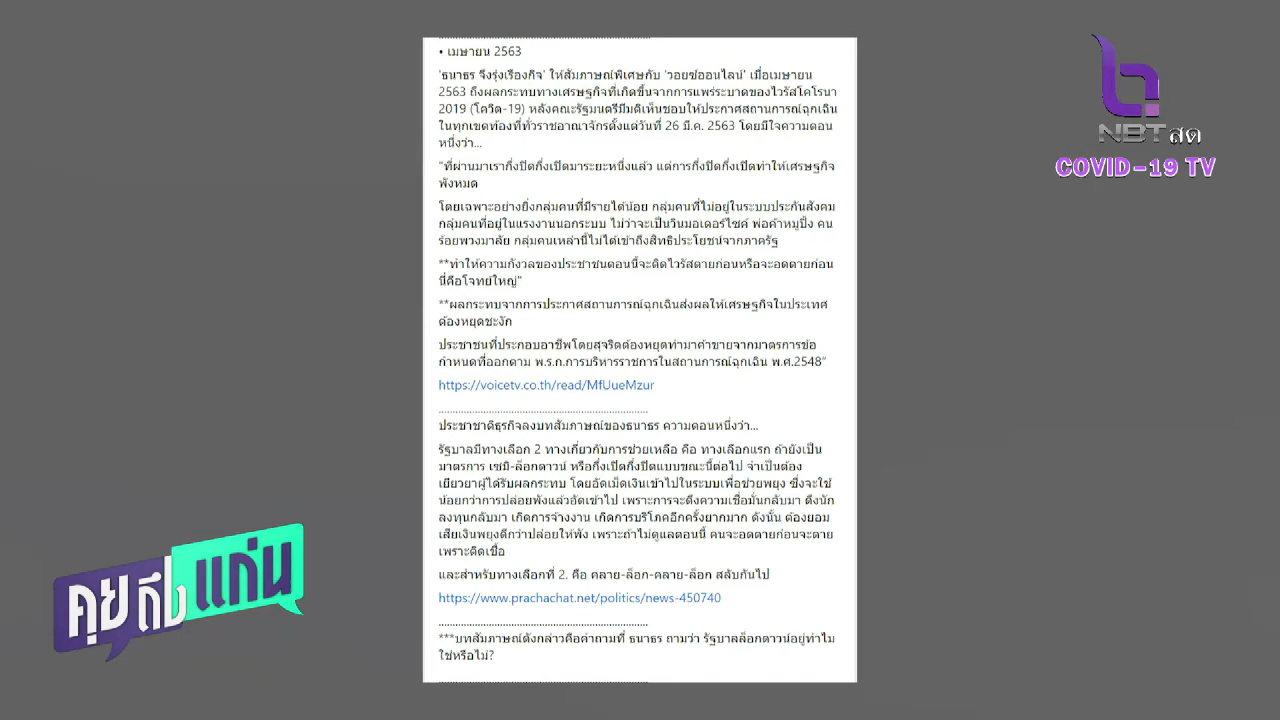 • เมษายน 2563
'ธนาธร จึงรุ่งเรืองกิจ' ให้สัมภาษณ์พิเศษกับ 'วอยซ์ออนไลน์' เมื่อเมษายน
2563 ถึงผลกระทบทางเศรษฐกิจที่เกิดขึ้นจากการแพร่ระบาดของไวรัสโคโรนา
2019 (โควิด-19) หลังคณะรัฐมนตรีมีมติเห็นชอบให้ประกาศสถานการณ์ฉุกเฉิน
ในทุกเขตท้องที่ทั่วราชอาณาจักรตั้งแต่วันที่ 26 มี.ค. 2563 โดยมีใจความตอน
หนึ่งว่า...
"ที่ผ่านมาเรากึ่งปิดกึ่งเปิดมาระยะหนึ่งแล้ว แต่การกึ่งปิดกึ่งเปิดทำให้เศรษฐกิจ
พังหมด
โดยเฉพาะอย่างยิ่งกลุ่มคนที่มีรายได้น้อย กลุ่มคนที่ไม่อยู่ในระบบประกันสังคม
กลุ่มคนที่อยู่ในแรงงานนอกระบบ ไม่ว่าจะเป็นวินมอเตอร์ไซค์ พ่อค้าหมูปิ้ง คน
ร้อยพวงมาลัย กลุ่มคนเหล่านี้ไม่ได้เข้าถึงสิทธิประโยชน์จากภาครัฐ
**ทำให้ความกังวลของประชาชนตอนนี้จะติดไวรัสตายก่อนหรือจะอดตายก่อน
นี่คือโจทย์ใหญ่"
**ผลกระทบจากการประกาศสถานการณ์ฉุกเฉินส่งผลให้เศรษฐกิจในประเทศ
ต้องหยุดชะงัก
ประชาชนที่ประกอบอาชีพโดยสุจริตต้องหยุดทำมาค้าขายจากมาตรการข้อ
กำหนดที่ออกตาม พ.ร.ก.การบริหารราชการในสถานการณ์ฉุกเฉิน พ.ศ.2548"
https://voicetv.co.th/read/MfUueMzur
ประชาชาติธุรกิจลงบทสัมภาษณ์ของธนาธร ความตอนหนึ่งว่า...
รัฐบาลมีทางเลือก 2 ทางเกี่ยวกับการช่วยเหลือ คือ ทางเลือกแรก ถ้ายังเป็น
มาตรการ เซมิ-ล็อกดาวน์ หรือกึ่งเปิดกึ่งปิดแบบขณะนี้ต่อไป จำเป็นต้อง
เยียวยาผู้ได้รับผลกระทบ โดยอัดเม็ดเงินเข้าไปในระบบเพื่อช่วยพยุง ซึ่งจะใช้
น้อยกว่าการปล่อยพังแล้วอัดเข้าไป เพราะการจะดึงความเชื่อมั่นกลับมา ดึงนัก
ลงทุนกลับมา เกิดการจ้างงาน เกิดการบริโภคอีกครั้งยากมาก ดังนั้น ต้องยอม
เสียเงินพยุงดีกว่าปล่อยให้พัง เพราะถ้าไม่ดูแลตอนนี้ คนจะอดตายก่อนจะตาย
เพราะติดเชื้อ
และสำหรับทางเลือกที่ 2. คือ คลาย-ล็อก-คลาย-ล็อก สลับกันไป
https://www.prachachat.net/politics/news-450740
***บทสัมภาษณ์ดังกล่าวคือคำถามที่ ธนาธร ถามว่า รัฐบาลล็อกดาวน์อยู่ทำไม
ใช่หรือไม่?
NBT สด
COVID-19 TV
คุยถึงแก่น